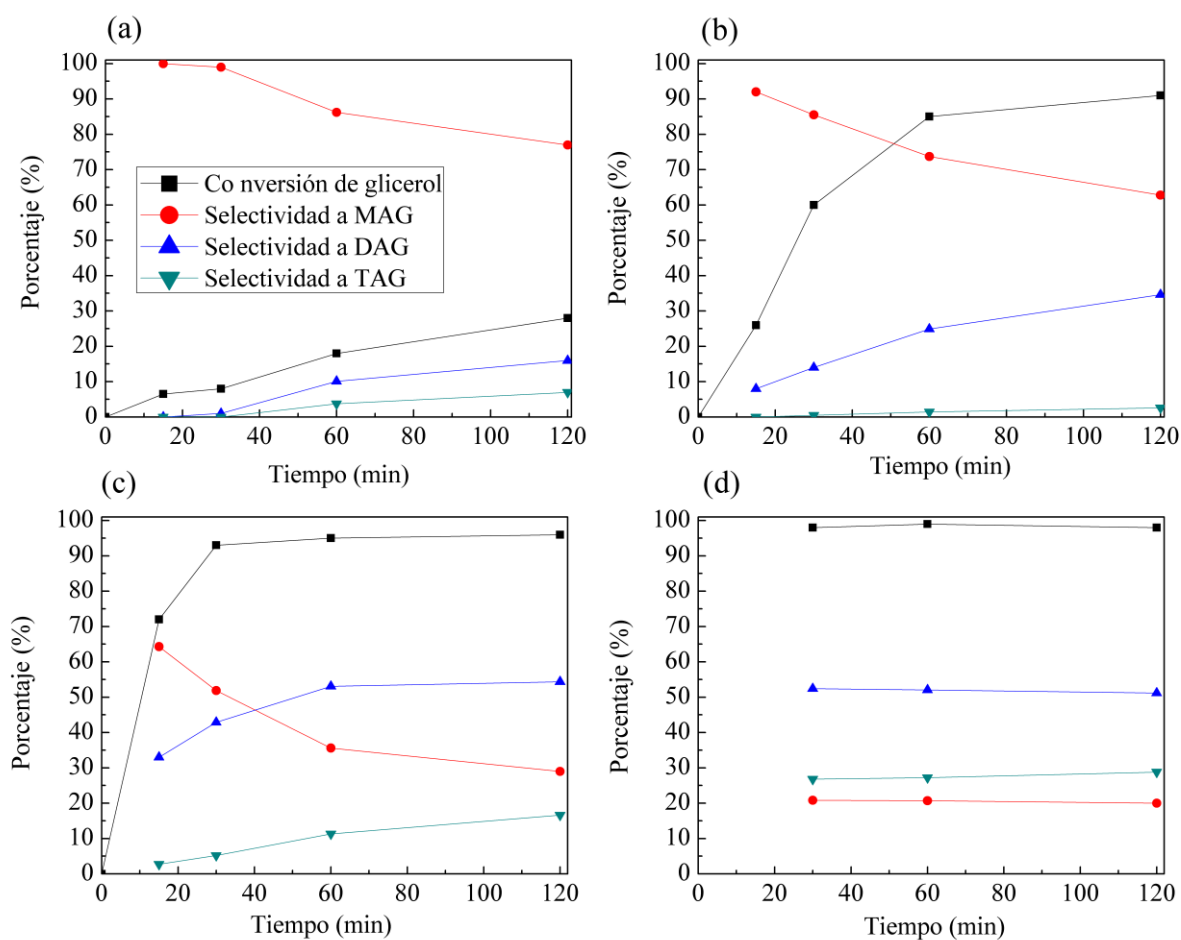 (a)
100
90
80
70
60
50
40
30
20
10
0
Porcentaje (%)
Co nversión de glicerol
Selectividad a MAG
Selectividad a DAG
Selectividad a TAG
20 40 60 80 100 120
Tiempo (min)
(b)
100
90
80
70
60
50
40
30
20
10
0
Porcentaje (%)
0 20 40 60 80 100 120
Tiempo (min)
(c)
100
90
80
70
60
50
40
30
20
10
0
Porcentaje (%)
0 20 40 60 80 100 120
Tiempo (min)
(d)
100
90
80
70
60
50
40
30
20
10
0
Porcentaje (%)
0 20 40 60 80 100 120
Tiempo (min)